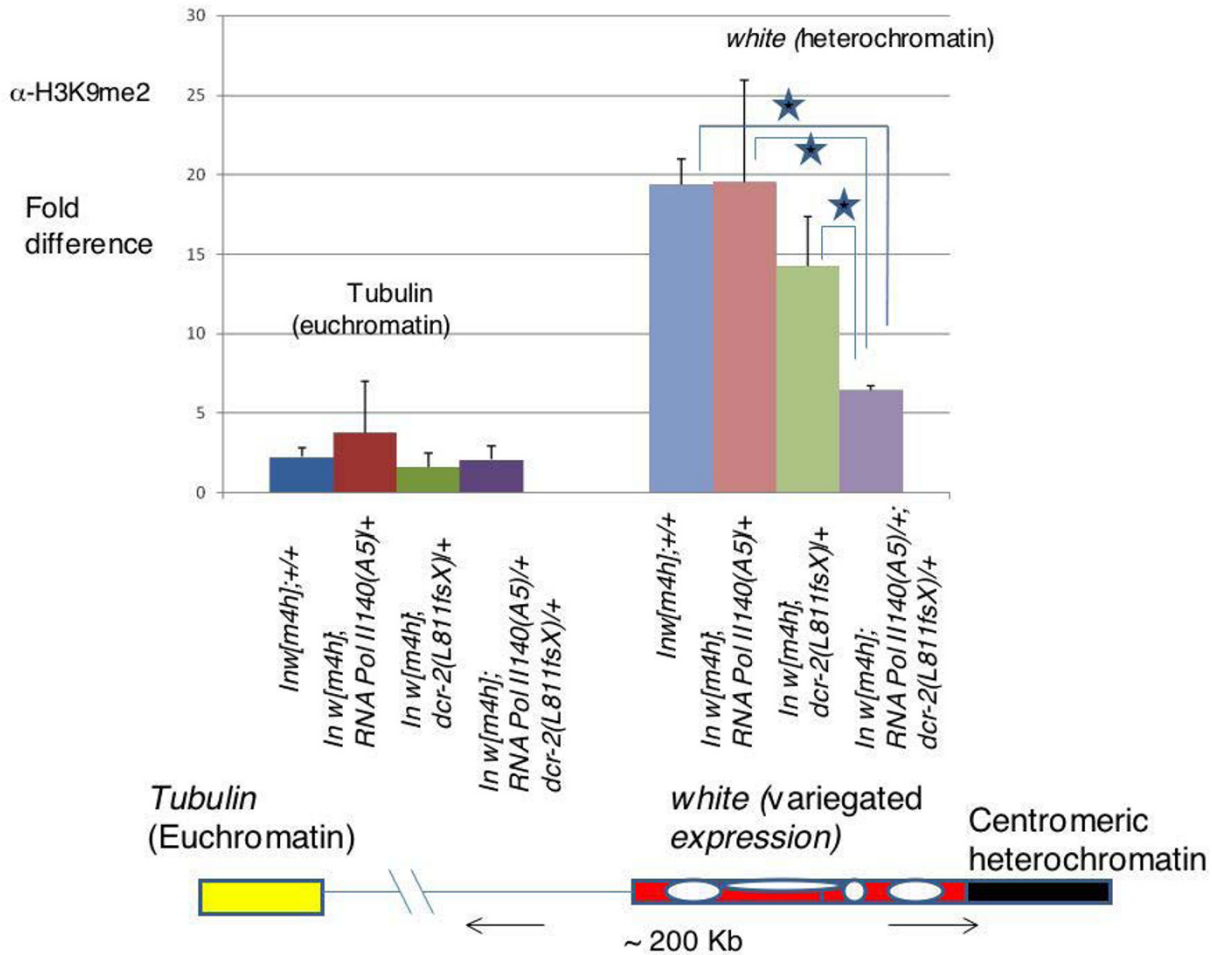 30
white (heterochromatin)
α-H3K9me2
25
20
Fold
difference
15
Tubulin
(euchromatin)
10
5
0
Inw[m4h];+/+
In w[m4h];
RNA Pol II140(A5)/+
In w[m4h];
dcr-2(L811fsX)/+
In w[m4h];
RNA Pol II140(A5)/+
dcr-2(L811fsX)/+
Inw[m4h];+/+
In w[m4h];
RNA Pol II140(A5)/+
In w[m4h];
dcr-2(L811fsX)/+
In w[m4h];
RNA Pol II140(A5)/+;
dcr-2(L811fsX)/+
Tubulin
(Euchromatin)
white (variegated
expression)
Centromeric
heterochromatin
~ 200 Kb